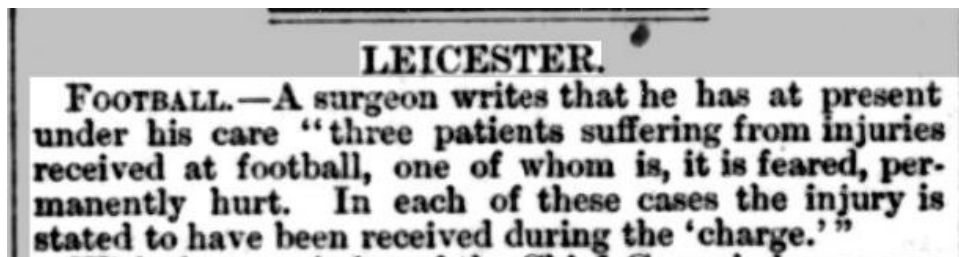 LEICESTER.
FOOTBALL.—A surgeon writes that he has at present
under his care "three patients suffering from injuries
received at football, one of whom is, it is feared, per-
manently hurt. In each of these cases the injury is
stated to have been received during the 'charge.'"